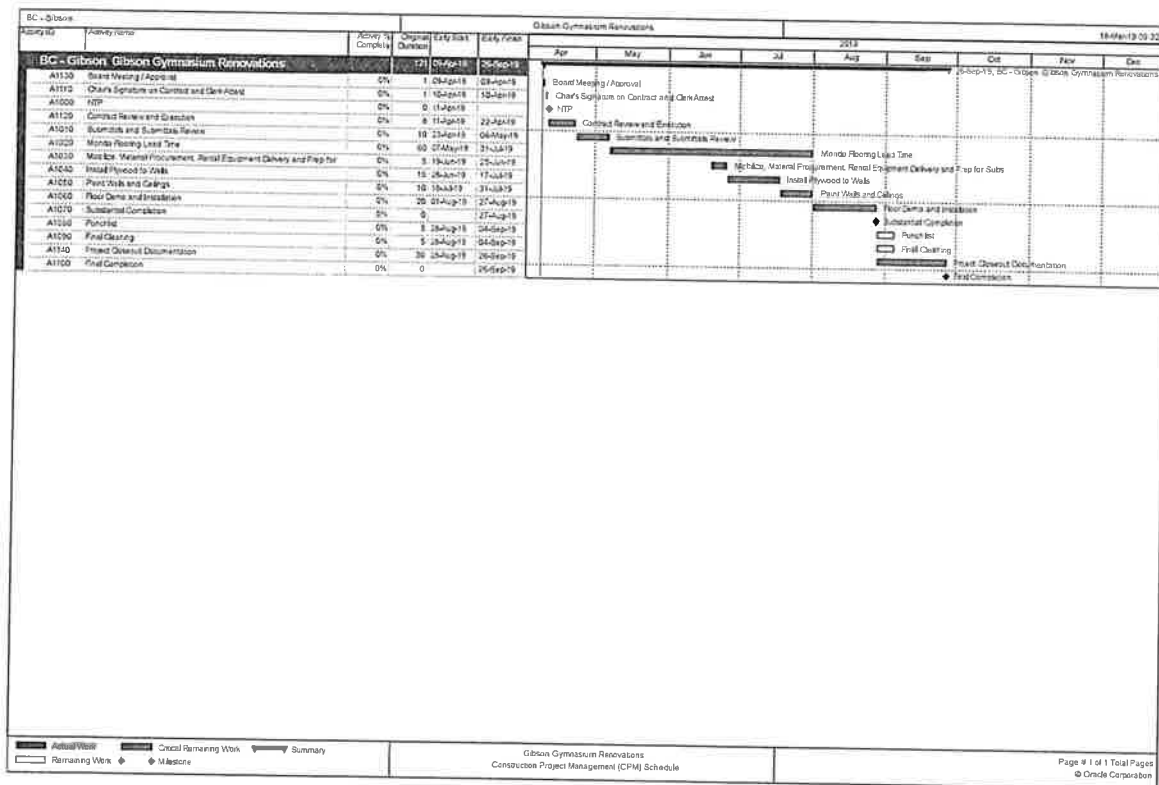 BC - Gibson
Gibson Gymnasium Renovations
18-Mar-19 09:32
Activity ID Activity Name Activity % Complete Original Duration Early Start Early Finish
2019
Apr May Jun Jul Aug Sep Oct Nov Dec
BC - Gibson Gibson Gymnasium Renovations 171 09-Apr-19 26-Sep-19
26-Sep-19, BC - Gibson Gibson Gymnasium Renovations
A1130 Board Meeting / Approval 0% 1 09-Apr-19 09-Apr-19 Board Meeting / Approval
A1110 Chair's Signature on Contract and Clerk Attest 0% 1 10-Apr-19 10-Apr-19 Chair's Signature on Contract and Clerk Attest
A1000 NTP 0% 0 11-Apr-19 NTP
A1120 Contract Review and Execution 0% 8 11-Apr-19 22-Apr-19 Contract Review and Execution
A1010 Submittals and Submittals Review 0% 10 23-Apr-19 06-May-19 Submittals and Submittals Review
A1020 Mondo Flooring Lead Time 0% 60 07-May-19 31-Jul-19 Mondo Flooring Lead Time
A1030 Mobilize, Material Procurement, Rental Equipment Delivery and Prep for 0% 5 19-Jun-19 25-Jun-19 Mobilize, Material Procurement, Rental Equipment Delivery and Prep for Subs
A1040 Install Plywood to Walls 0% 15 26-Jun-19 17-Jul-19 Install Plywood to Walls
A1050 Paint Walls and Ceilings 0% 10 18-Jul-19 31-Jul-19 Paint Walls and Ceilings
A1060 Floor Demo and Installation 0% 20 01-Aug-19 27-Aug-19 Floor Demo and Installation
A1070 Substantial Completion 0% 0 27-Aug-19 Substantial Completion
Punchlist 0% 5 28-Aug-19 04-Sep-19 Punch list
A1090 Final Cleaning 0% 5 28-Aug-19 04-Sep-19 Final Cleaning
A1140 Project Closeout Documentation 0% 28-Aug-19 26-Sep-19 Project Closeout Documentation
A1100 Final Completion 0% 0 26-Sep-19 Final Completion
Actual Work Critical Remaining Work Summary
Remaining Work Milestone
Gibson Gymnasium Renovations
Construction Project Management (CPM) Schedule
Page # 1 of 1 Total Pages
© Oracle Corporation